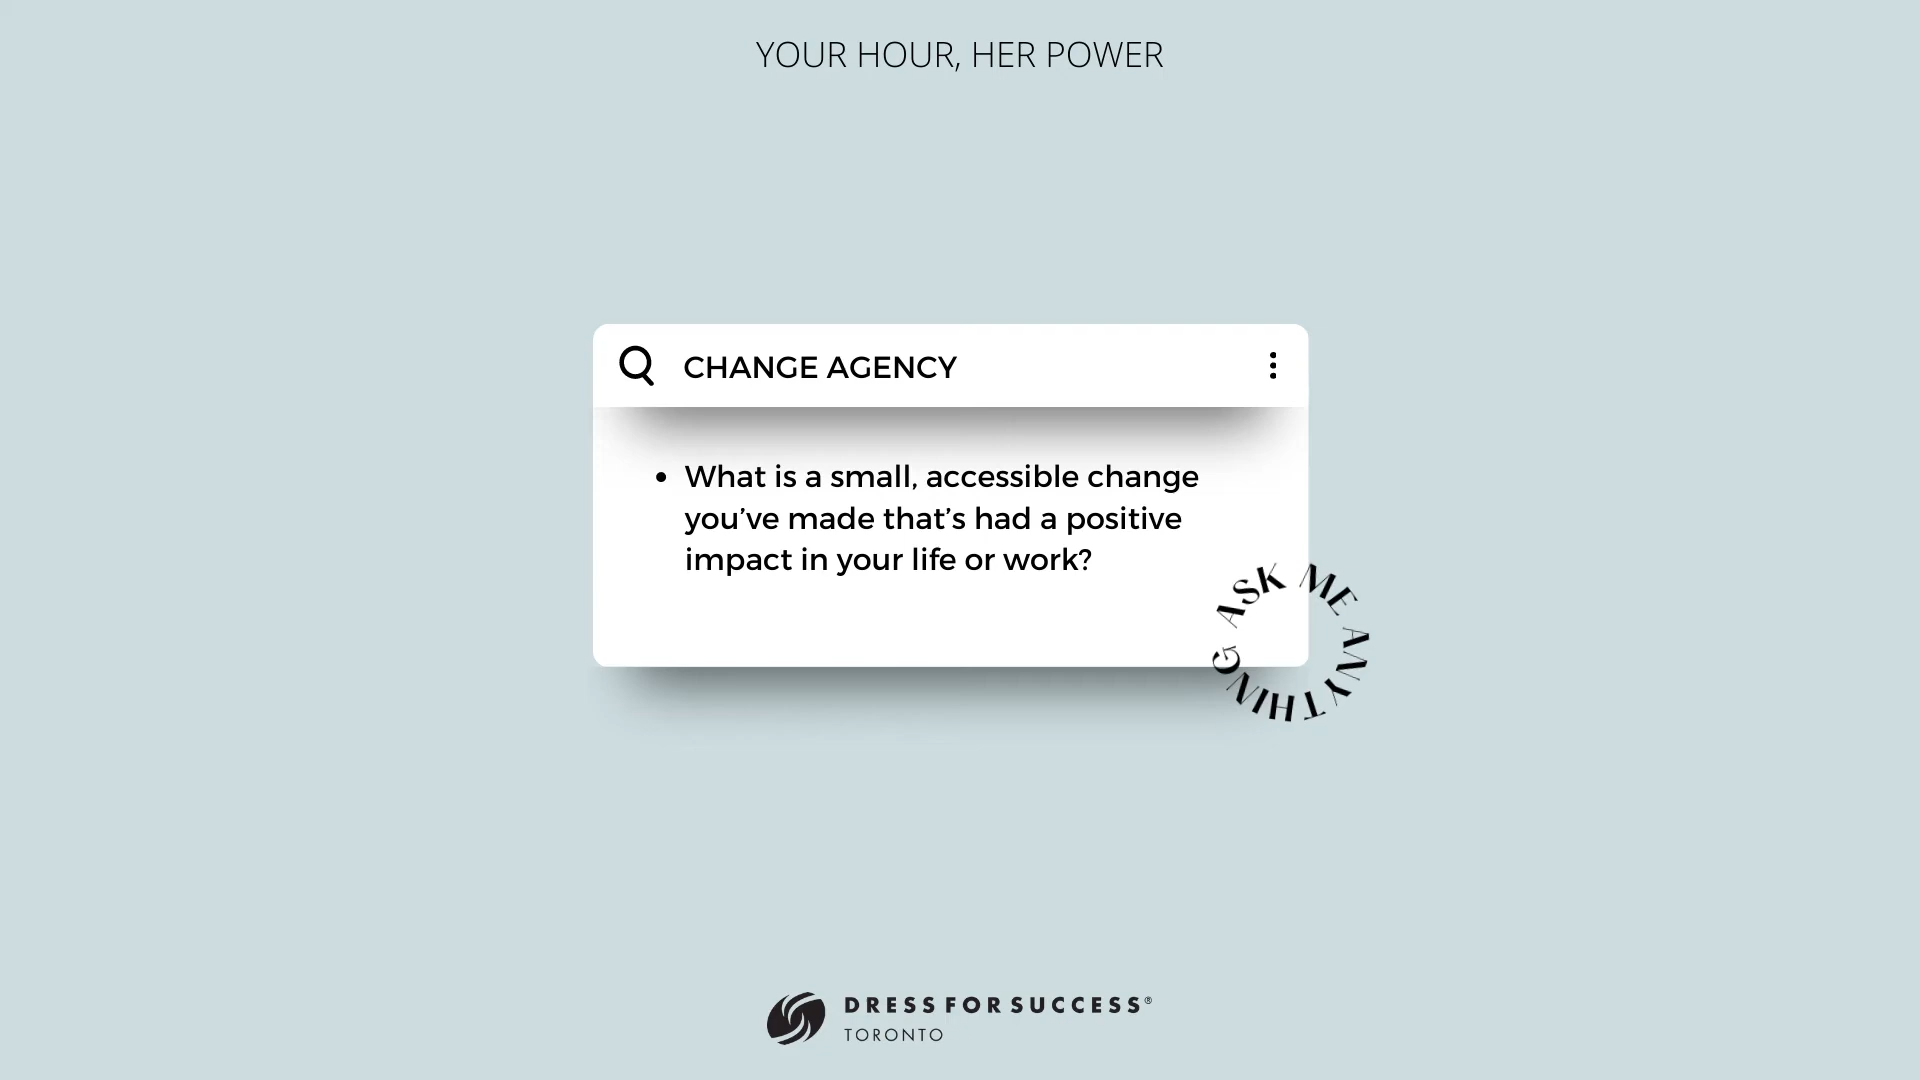 YOUR HOUR, HER POWER
CHANGE AGENCY
• What is a small, accessible change
you’ve made that’s had a positive
impact in your life or work?
ASK ME ANYTHING
DRESS FOR SUCCESS®
TORONTO